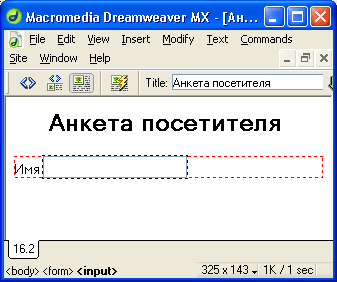 Macromedia Dreamweaver MX - [Ан...
File Edit View Insert Modify Text Commands
Site Window Help
Title: Анкета посетителя
Анкета посетителя
Имя
16.2
<body> <form> <input> 325 x 143 1K / 1 sec